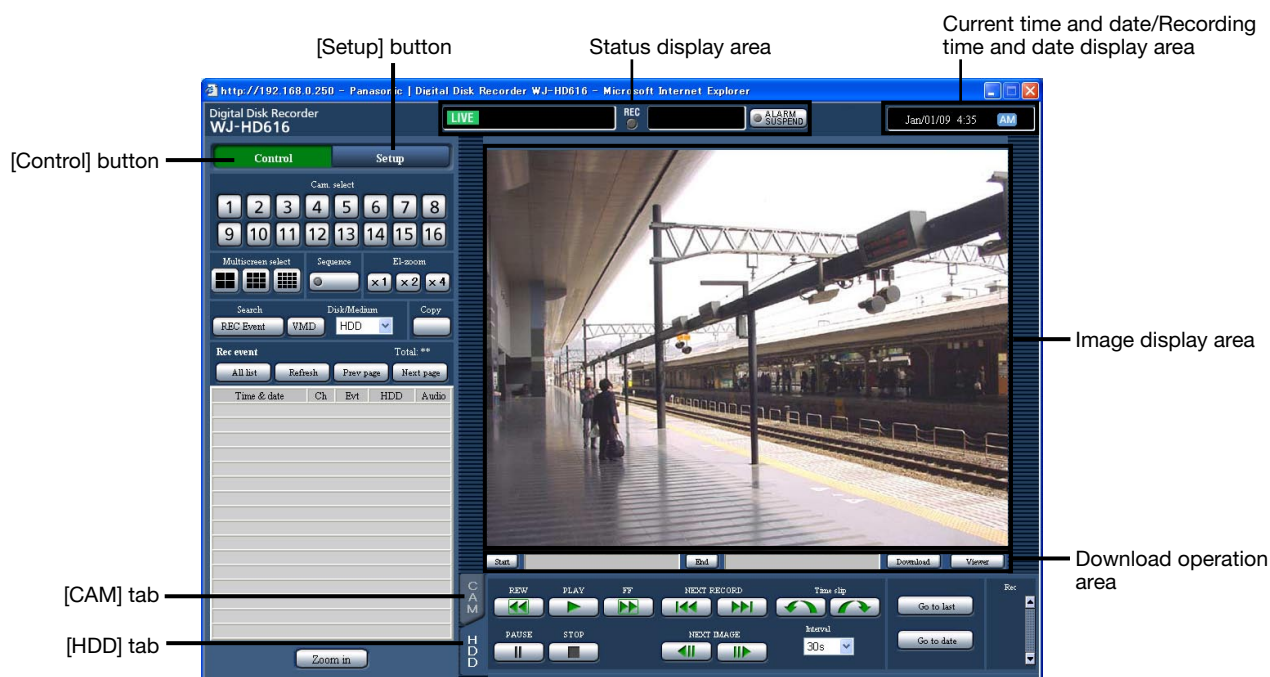 Current time and date/Recording
time and date display area
[Setup] button
Status display area
http://192.168.0.250 - Panasonic | Digital Disk Recorder WJ-HD616 - Microsoft Internet Explorer
Digital Disk Recorder
WJ-HD616
LIVE
REC
ALARM
SUSPEND
Jan/01/09 4:35 AM
[Control] button
Control Setup
Cam. select
1 2 3 4 5 6 7 8
9 10 11 12 13 14 15 16
Multiscreen select Sequence El-zoom
x1 x2 x4
Search Disk/Medium Copy
REC Event VMD HDD
Image display area
Rec event Total: **
All list Refresh Prev page Next page
Time & date Ch Evt HDD Audio
Start End Download Viewer
Download operation
area
[CAM] tab
CAM
REW PLAY FF NEXT RECORD Time slip
Go to last
Rec
[HDD] tab
HDD
PAUSE STOP NEXT IMAGE Interval
30s
Go to date
Zoom in